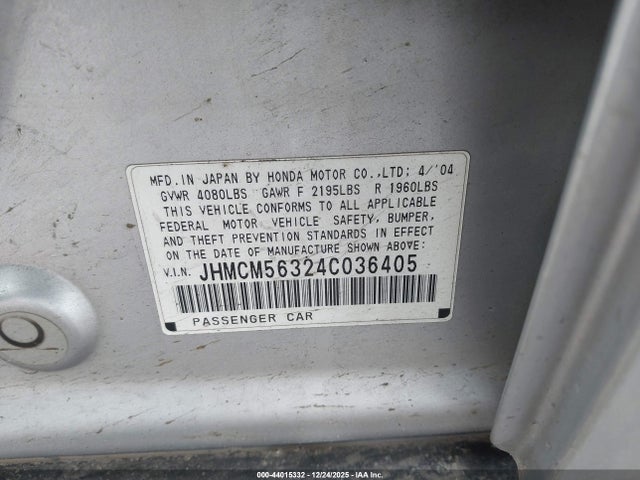 MFD.IN JAPAN BY HONDA MOTOR CO.,LTD; 4/'04
GVWR 4080LBS GAWR F 2195LBS R 1960LBS
THIS VEHICLE CONFORMS TO ALL APPLICABLE
FEDERAL MOTOR VEHICLE SAFETY, BUMPER,
AND THEFT PREVENTION STANDARDS IN EFFECT
ON THE DATE OF MANUFACTURE SHOWN ABOVE:
V.I.N. JHMCM56324C036405
PASSENGER CAR
000-44015332 - 12/24/2025 - IAAI.COM